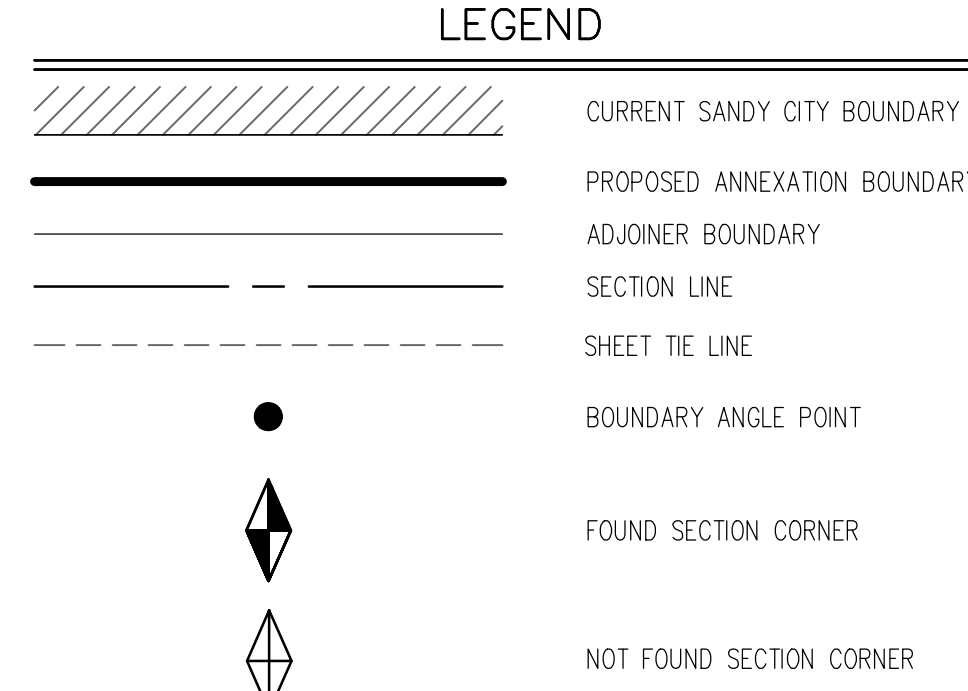 LEGEND
CURRENT SANDY CITY BOUNDARY
PROPOSED ANNEXATION BOUNDARY
ADJOINER BOUNDARY
SECTION LINE
SHEET TIE LINE
BOUNDARY ANGLE POINT
FOUND SECTION CORNER
NOT FOUND SECTION CORNER